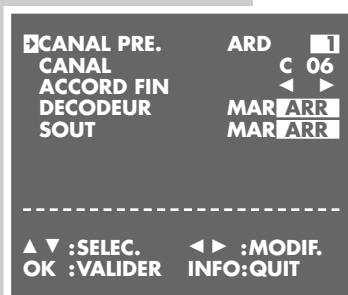 CANAL PRE. ARD 1
CANAL C 06
ACCORD FIN ◄ ►
DECODEUR MAR ARR
SOUT MAR ARR
▲ ▼ :SELEC. ◄ ► :MODIF.
OK :VALIDER INFO:QUIT